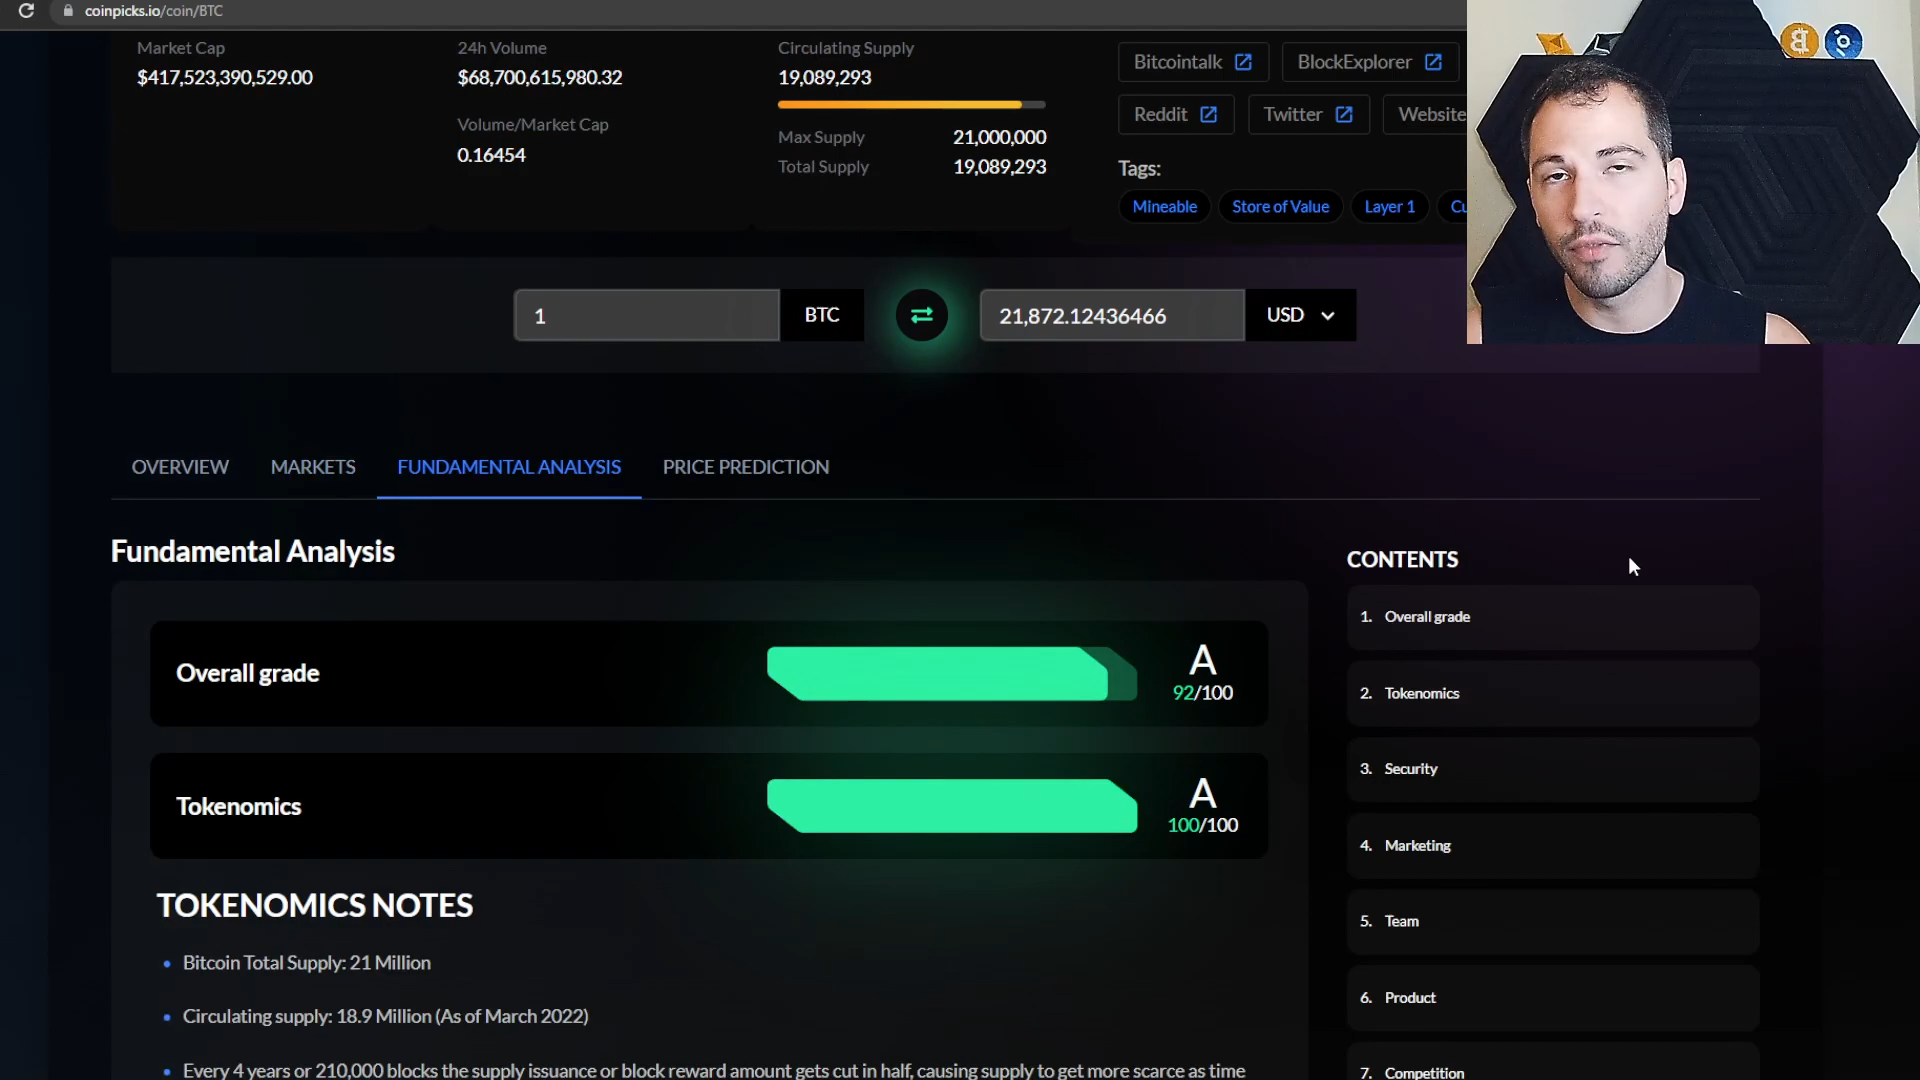 coinpicks.io/coin/BTC
Market Cap
$417,523,390,529.00
24h Volume
$68,700,615,980.32
Volume/Market Cap
0.16454
Circulating Supply
19,089,293
Max Supply 21,000,000
Total Supply 19,089,293
Bitcointalk BlockExplorer
Reddit Twitter Website
Tags:
Mineable Store of Value Layer 1 Cu
1 BTC 21,872.12436466 USD
OVERVIEW MARKETS FUNDAMENTAL ANALYSIS PRICE PREDICTION
Fundamental Analysis
Overall grade A
92/100
Tokenomics A
100/100
TOKENOMICS NOTES
• Bitcoin Total Supply: 21 Million
• Circulating supply: 18.9 Million (As of March 2022)
• Every 4 years or 210,000 blocks the supply issuance or block reward amount gets cut in half, causing supply to get more scarce as time
CONTENTS
1. Overall grade
2. Tokenomics
3. Security
4. Marketing
5. Team
6. Product
7. Competition